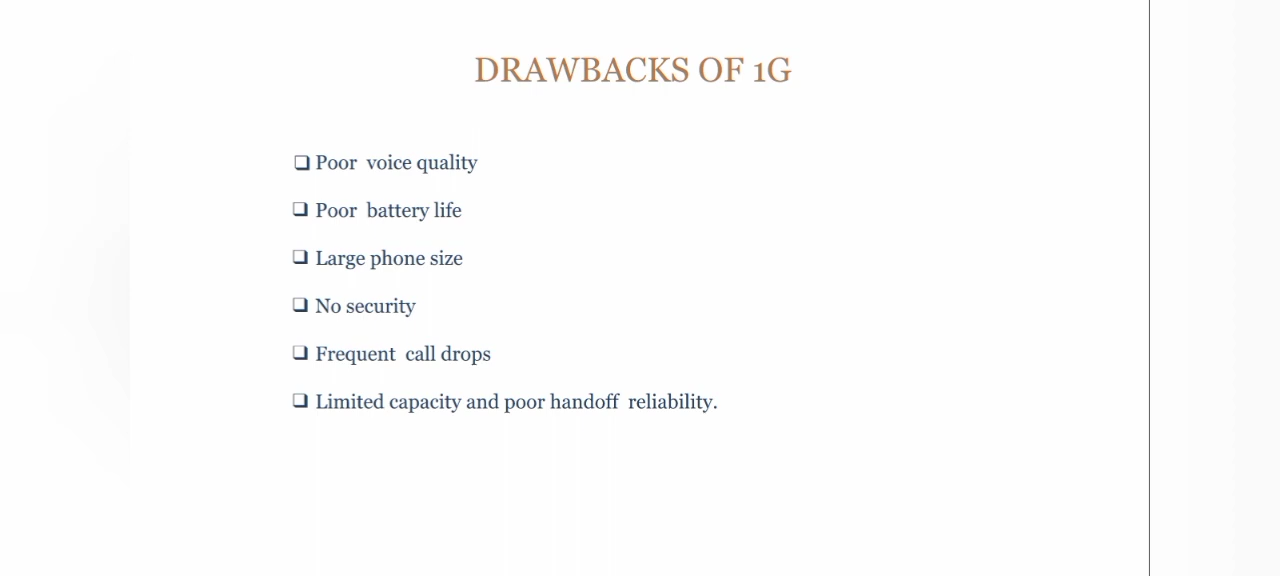 DRAWBACKS OF 1G
❑ Poor voice quality
❑ Poor battery life
❑ Large phone size
❑ No security
❑ Frequent call drops
❑ Limited capacity and poor handoff reliability.